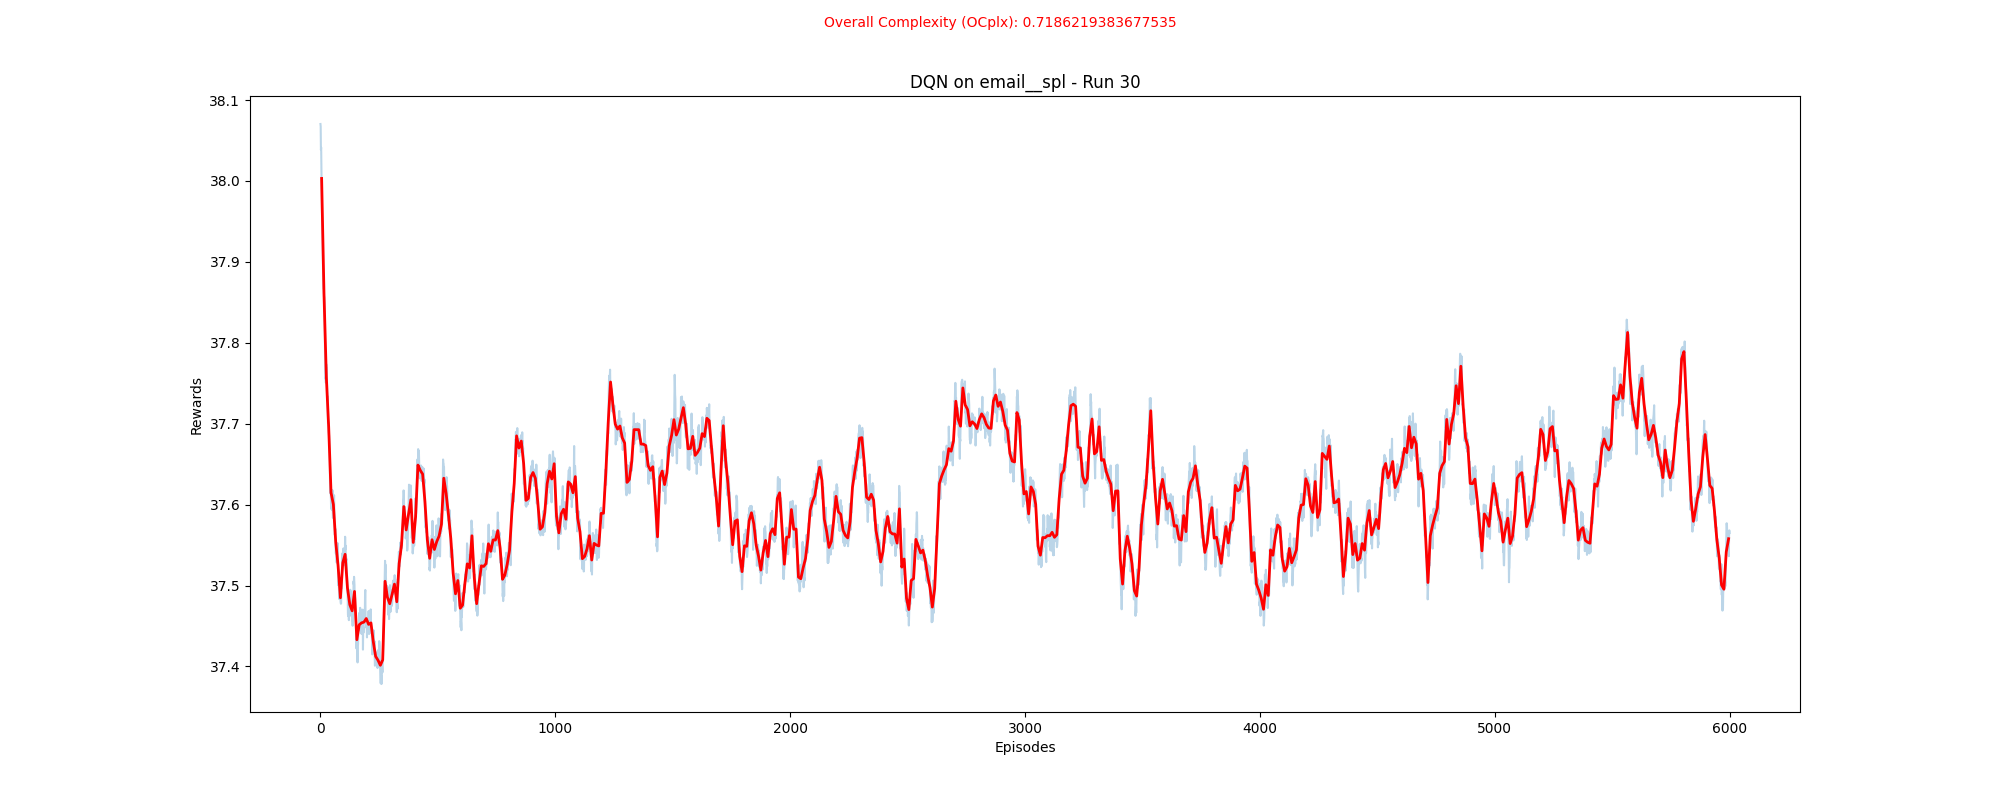 Overall Complexity (OCplx): 0.7186219383677535
DQN on email__spl - Run 30
38.1
38.0
37.9
37.8
37.7
37.6
37.5
37.4
Rewards
0 1000 2000 3000 4000 5000 6000
Episodes